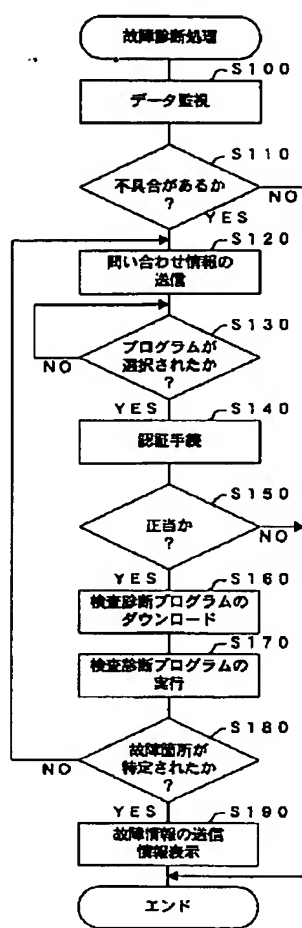 故障診断処理
S100
データ監視
S110
不具合があるか
?
NO
YES
S120
問い合わせ情報の
送信
S130
プログラムが
選択されたか
?
NO
YES
S140
認証手続
S150
正当か
?
NO
YES
S160
検査診断プログラムの
ダウンロード
S170
検査診断プログラムの
実行
S180
故障箇所が
特定されたか
?
NO
YES
S190
故障情報の送信
情報表示
エンド